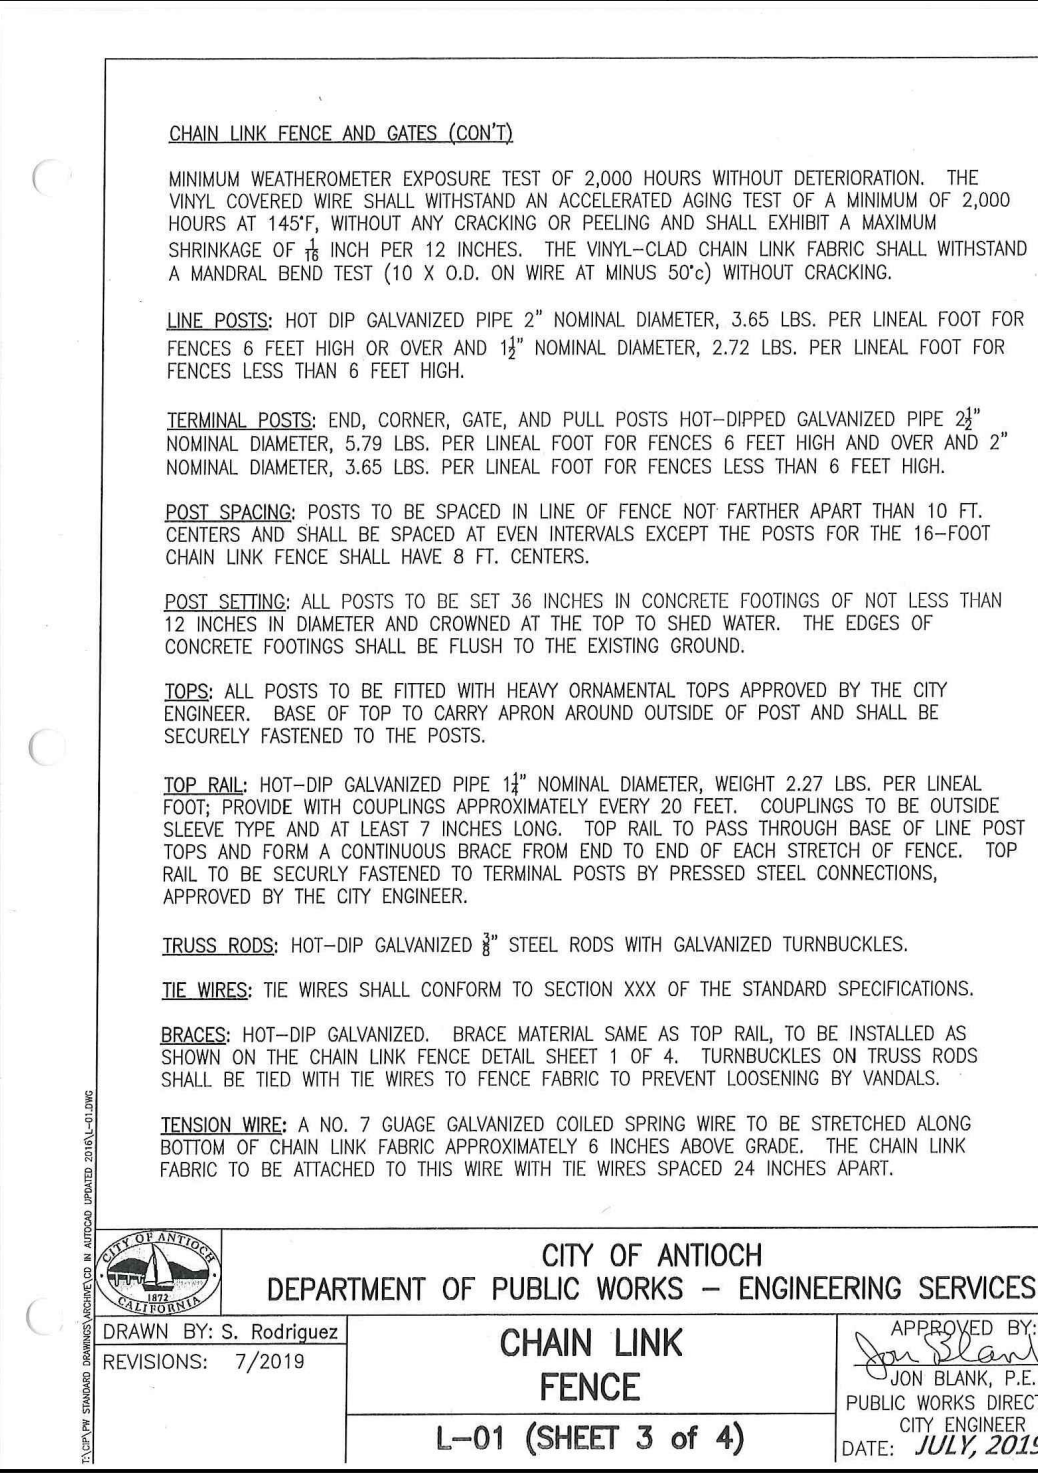 CHAIN LINK FENCE AND GATES (CON'T)
MINIMUM WEATHEROMETER EXPOSURE TEST OF 2,000 HOURS WITHOUT DETERIORATION. THE
VINYL COVERED WIRE SHALL WITHSTAND AN ACCELERATED AGING TEST OF A MINIMUM OF 2,000
HOURS AT 145°F, WITHOUT ANY CRACKING OR PEELING AND SHALL EXHIBIT A MAXIMUM
SHRINKAGE OF 1/16 INCH PER 12 INCHES. THE VINYL-CLAD CHAIN LINK FABRIC SHALL WITHSTAND
A MANDRAL BEND TEST (10 X O.D. ON WIRE AT MINUS 50°c) WITHOUT CRACKING.
LINE POSTS: HOT DIP GALVANIZED PIPE 2" NOMINAL DIAMETER, 3.65 LBS. PER LINEAL FOOT FOR
FENCES 6 FEET HIGH OR OVER AND 1½" NOMINAL DIAMETER, 2.72 LBS. PER LINEAL FOOT FOR
FENCES LESS THAN 6 FEET HIGH.
TERMINAL POSTS: END, CORNER, GATE, AND PULL POSTS HOT-DIPPED GALVANIZED PIPE 2½"
NOMINAL DIAMETER, 5.79 LBS. PER LINEAL FOOT FOR FENCES 6 FEET HIGH AND OVER AND 2"
NOMINAL DIAMETER, 3.65 LBS. PER LINEAL FOOT FOR FENCES LESS THAN 6 FEET HIGH.
POST SPACING: POSTS TO BE SPACED IN LINE OF FENCE NOT FARTHER APART THAN 10 FT.
CENTERS AND SHALL BE SPACED AT EVEN INTERVALS EXCEPT THE POSTS FOR THE 16-FOOT
CHAIN LINK FENCE SHALL HAVE 8 FT. CENTERS.
POST SETTING: ALL POSTS TO BE SET 36 INCHES IN CONCRETE FOOTINGS OF NOT LESS THAN
12 INCHES IN DIAMETER AND CROWNED AT THE TOP TO SHED WATER. THE EDGES OF
CONCRETE FOOTINGS SHALL BE FLUSH TO THE EXISTING GROUND.
TOPS: ALL POSTS TO BE FITTED WITH HEAVY ORNAMENTAL TOPS APPROVED BY THE CITY
ENGINEER. BASE OF TOP TO CARRY APRON AROUND OUTSIDE OF POST AND SHALL BE
SECURELY FASTENED TO THE POSTS.
TOP RAIL: HOT-DIP GALVANIZED PIPE 1¼" NOMINAL DIAMETER, WEIGHT 2.27 LBS. PER LINEAL
FOOT; PROVIDE WITH COUPLINGS APPROXIMATELY EVERY 20 FEET. COUPLINGS TO BE OUTSIDE
SLEEVE TYPE AND AT LEAST 7 INCHES LONG. TOP RAIL TO PASS THROUGH BASE OF LINE POST
TOPS AND FORM A CONTINUOUS BRACE FROM END TO END OF EACH STRETCH OF FENCE. TOP
RAIL TO BE SECURLY FASTENED TO TERMINAL POSTS BY PRESSED STEEL CONNECTIONS,
APPROVED BY THE CITY ENGINEER.
TRUSS RODS: HOT-DIP GALVANIZED ⅜" STEEL RODS WITH GALVANIZED TURNBUCKLES.
TIE WIRES: TIE WIRES SHALL CONFORM TO SECTION XXX OF THE STANDARD SPECIFICATIONS.
BRACES: HOT-DIP GALVANIZED. BRACE MATERIAL SAME AS TOP RAIL, TO BE INSTALLED AS
SHOWN ON THE CHAIN LINK FENCE DETAIL SHEET 1 OF 4. TURNBUCKLES ON TRUSS RODS
SHALL BE TIED WITH TIE WIRES TO FENCE FABRIC TO PREVENT LOOSENING BY VANDALS.
TENSION WIRE: A NO. 7 GUAGE GALVANIZED COILED SPRING WIRE TO BE STRETCHED ALONG
BOTTOM OF CHAIN LINK FABRIC APPROXIMATELY 6 INCHES ABOVE GRADE. THE CHAIN LINK
FABRIC TO BE ATTACHED TO THIS WIRE WITH TIE WIRES SPACED 24 INCHES APART.
T:\CIP\PW STANDARD DRAWINGS\ARCHIVE\CD IN AUTOCAD UPDATED 2016\L-01.DWG
CITY OF ANTIOCH
1872
CALIFORNIA
CITY OF ANTIOCH
DEPARTMENT OF PUBLIC WORKS - ENGINEERING SERVICES
DRAWN BY: S. Rodriguez
REVISIONS: 7/2019
CHAIN LINK
FENCE
L-01 (SHEET 3 of 4)
APPROVED BY:
Jon Blank
JON BLANK, P.E.
PUBLIC WORKS DIRECT
CITY ENGINEER
DATE: JULY, 2019